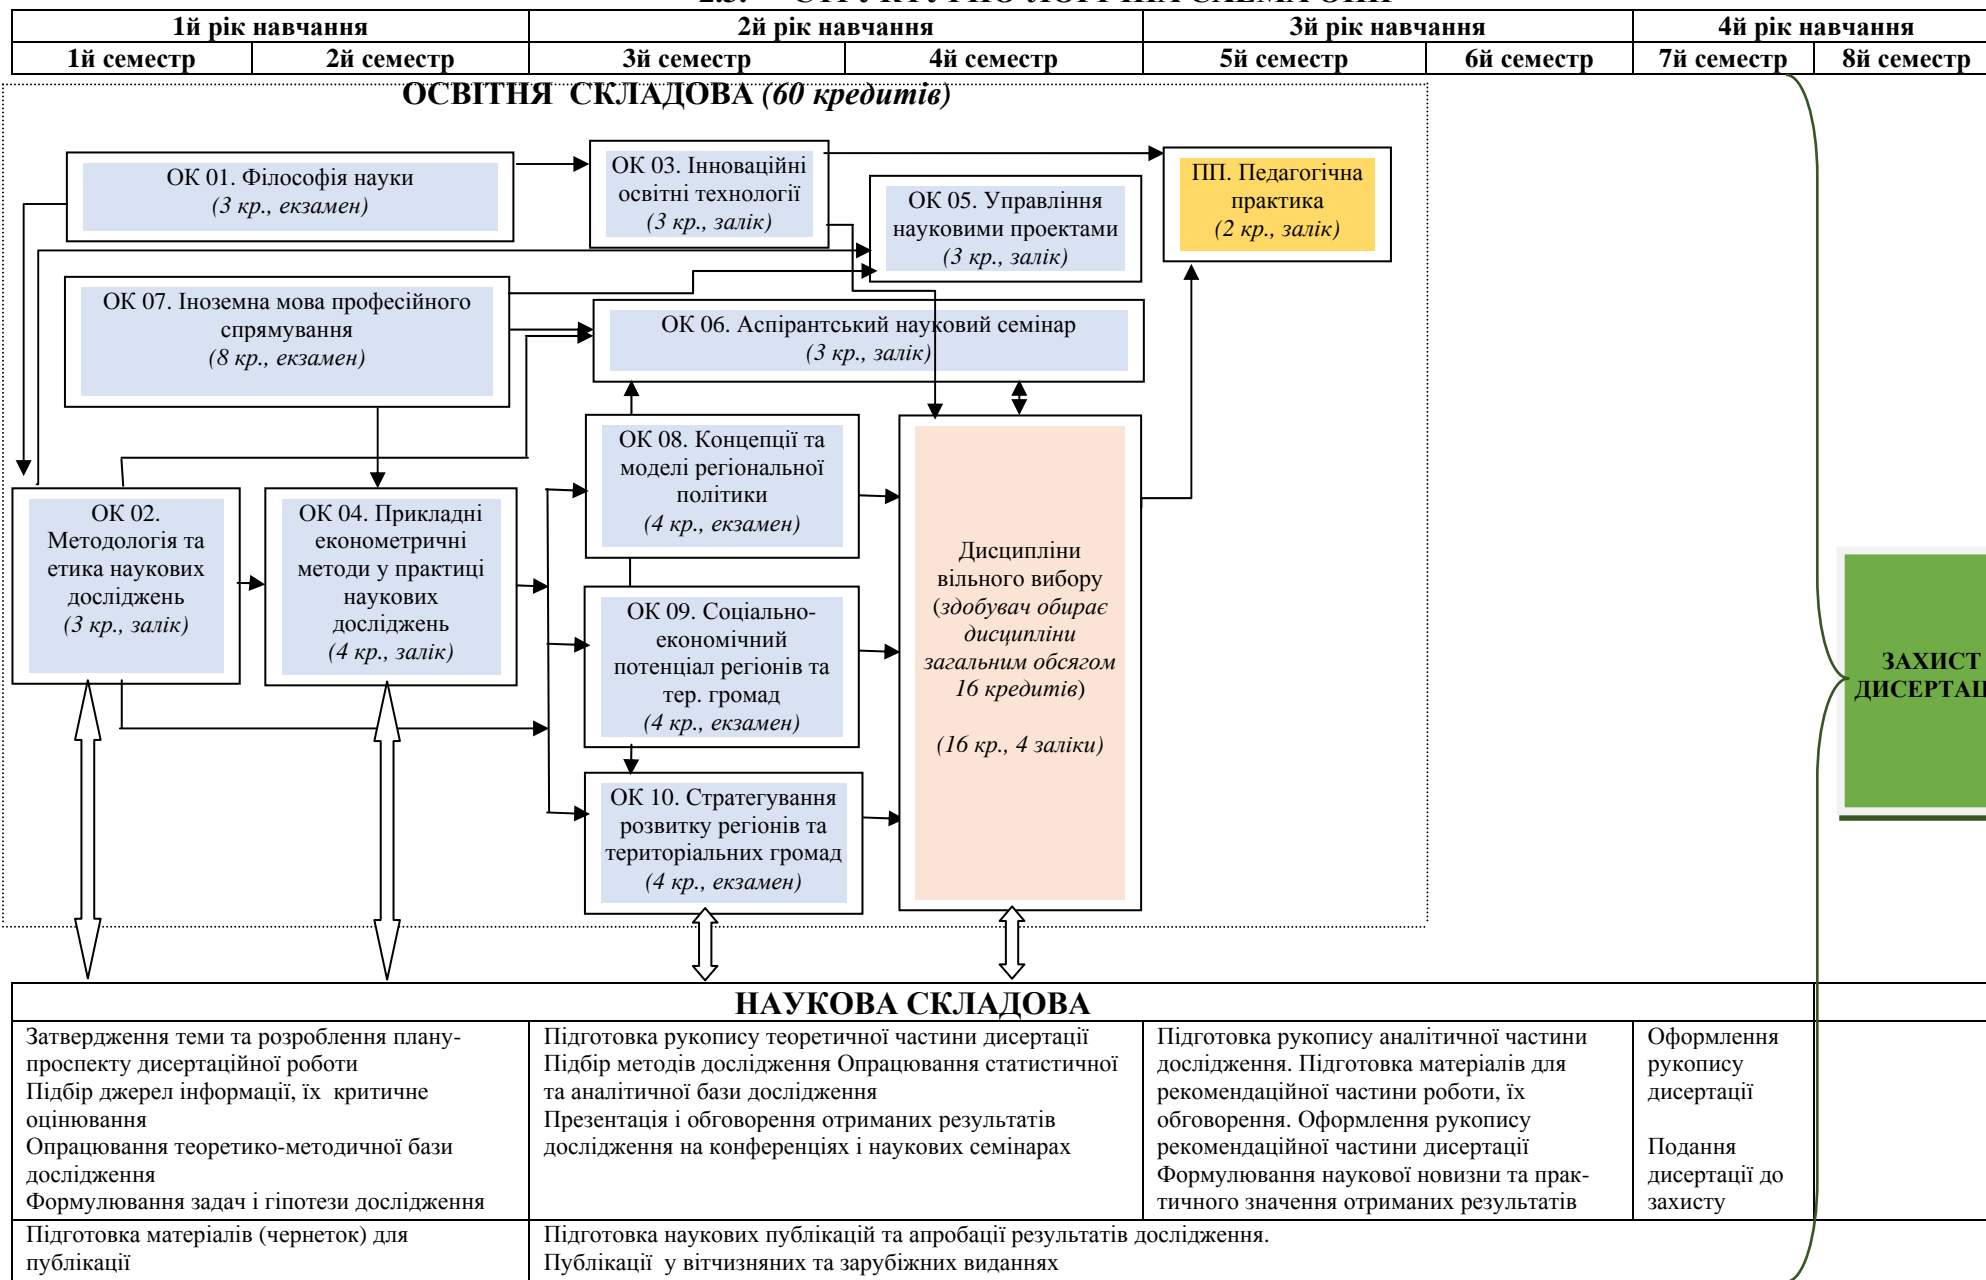 1й рік навчання 2й рік навчання 3й рік навчання 4й рік навчання
1й семестр 2й семестр 3й семестр 4й семестр 5й семестр 6й семестр 7й семестр 8й семестр
ОСВІТНЯ СКЛАДОВА (60 кредитів)
ОК 01. Філософія науки
(3 кр., екзамен)
ОК 03. Інноваційні
освітні технології
(3 кр., залік)
ОК 05. Управління
науковими проектами
(3 кр., залік)
ПП. Педагогічна
практика
(2 кр., залік)
ОК 07. Іноземна мова професійного
спрямування
(8 кр., екзамен)
ОК 06. Аспірантський науковий семінар
(3 кр., залік)
ОК 02.
Методологія та
етика наукових
досліджень
(3 кр., залік)
ОК 04. Прикладні
економетричні
методи у практиці
наукових
досліджень
(4 кр., залік)
ОК 08. Концепції та
моделі регіональної
політики
(4 кр., екзамен)
ОК 09. Соціально-
економічний
потенціал регіонів та
тер. громад
(4 кр., екзамен)
ОК 10. Стратегування
розвитку регіонів та
територіальних громад
(4 кр., екзамен)
Дисципліни
вільного вибору
(здобувач обирає
дисципліни
загальним обсягом
16 кредитів)
(16 кр., 4 заліки)
ЗАХИСТ
НАУКОВА СКЛАДОВА
Затвердження теми та розроблення плану-
проспекту дисертаційної роботи
Підбір джерел інформації, їх критичне
оцінювання
Опрацювання теоретико-методичної бази
дослідження
Формулювання задач і гіпотези дослідження
Підготовка рукопису теоретичної частини дисертації
Підбір методів дослідження Опрацювання статистичної
та аналітичної бази дослідження
Презентація і обговорення отриманих результатів
дослідження на конференціях і наукових семінарах
Підготовка рукопису аналітичної частини
дослідження. Підготовка матеріалів для
рекомендаційної частини роботи, їх
обговорення. Оформлення рукопису
рекомендаційної частини дисертації
Формулювання наукової новизни та прак-
тичного значення отриманих результатів
Оформлення
рукопису
дисертації
Подання
дисертації до
захисту
Підготовка матеріалів (чернеток) для
публікації
Підготовка наукових публікацій та апробації результатів дослідження.
Публікації у вітчизняних та зарубіжних виданнях